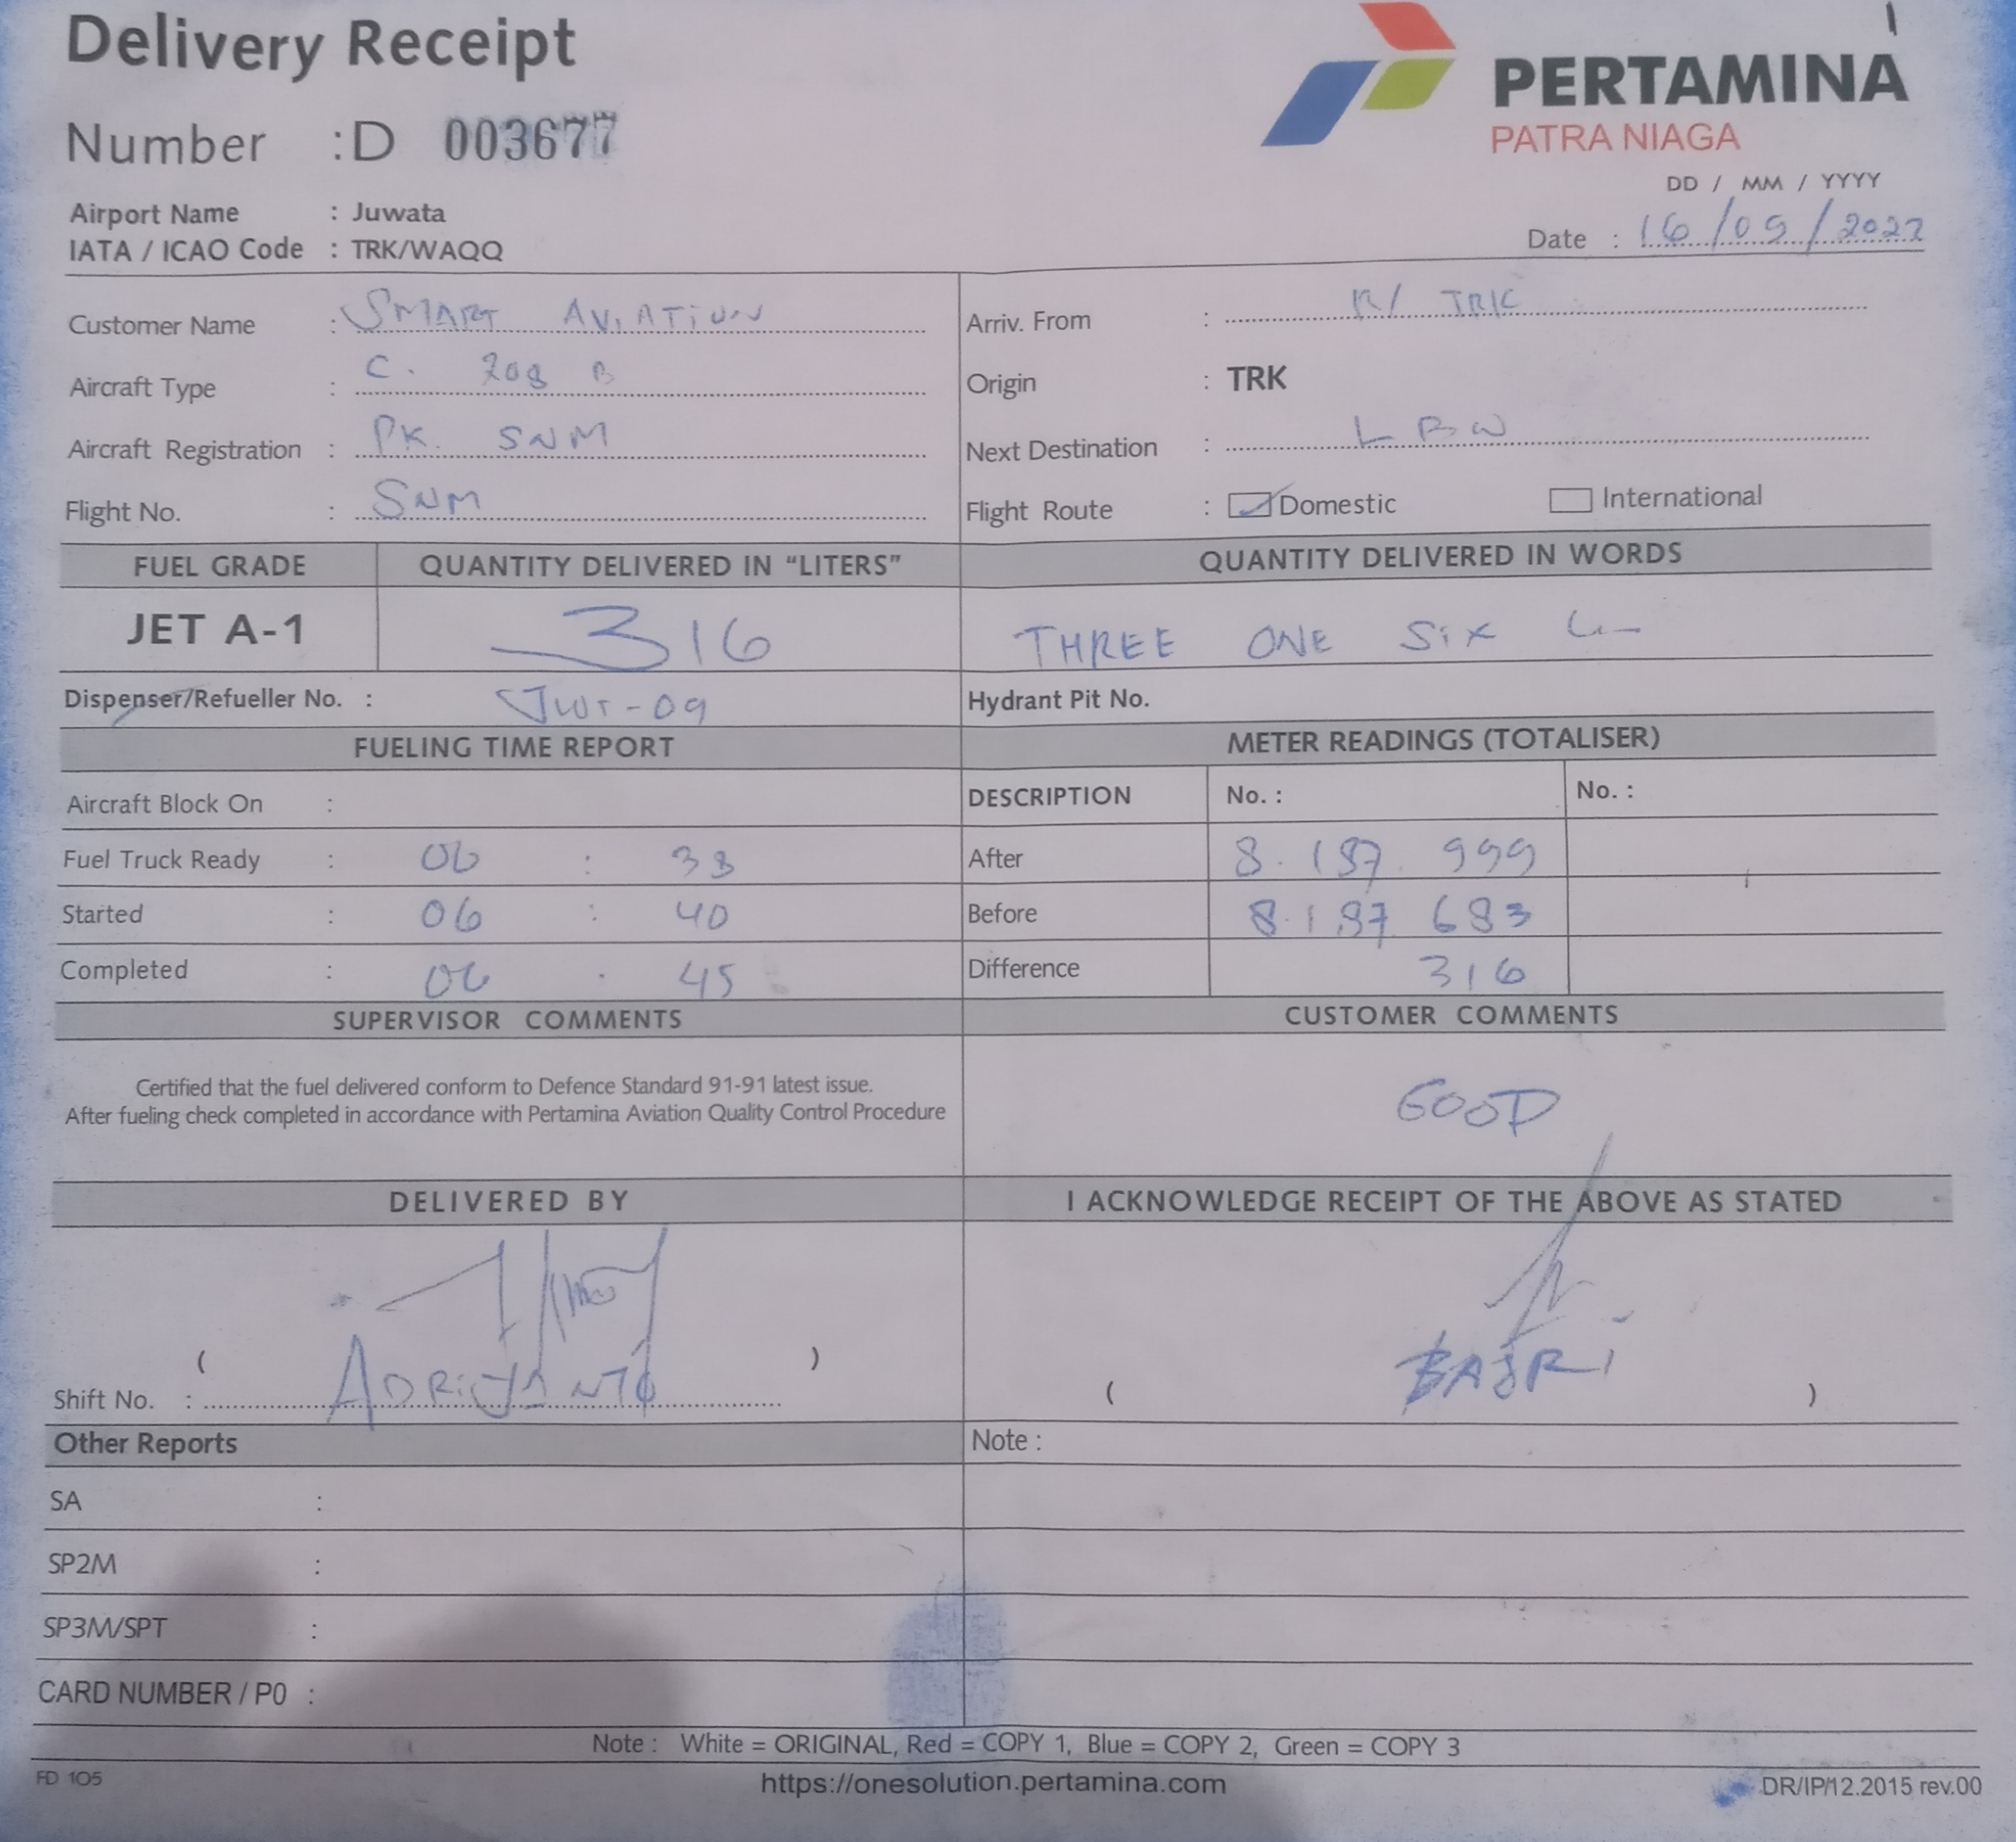 Delivery Receipt
Number : D 003677
PERTAMINA
PATRA NIAGA
Airport Name : Juwata
IATA / ICAO Code : TRK/WAQQ
DD / MM / YYYY
Date : 16/09/2022
Customer Name : SMART AVIATION
Arriv. From : R/ TRK
Aircraft Type : C. 208 B
Origin : TRK
Aircraft Registration : PK. SNM
Next Destination : LBW
Flight No. : SNM
Flight Route : Domestic International
FUEL GRADE QUANTITY DELIVERED IN "LITERS" QUANTITY DELIVERED IN WORDS
JET A-1 316 THREE ONE SIX
Dispenser/Refueller No. : JWT-09 Hydrant Pit No.
FUELING TIME REPORT METER READINGS (TOTALISER)
Aircraft Block On :
DESCRIPTION No. : No. :
Fuel Truck Ready : 06 : 38 After 8.187.999
Started : 06 : 40 Before 8.187 683
Completed : 06 . 45 Difference 316
SUPERVISOR COMMENTS CUSTOMER COMMENTS
Certified that the fuel delivered conform to Defence Standard 91-91 latest issue.
After fueling check completed in accordance with Pertamina Aviation Quality Control Procedure
GOOD
DELIVERED BY I ACKNOWLEDGE RECEIPT OF THE ABOVE AS STATED
( )
Shift No. : ADRIYANTO
( BASRI )
Other Reports Note :
SA :
SP2M :
SP3M/SPT :
CARD NUMBER / P0 :
Note : White = ORIGINAL, Red = COPY 1, Blue = COPY 2, Green = COPY 3
FD 105 https://onesolution.pertamina.com DR/IP/12.2015 rev.00